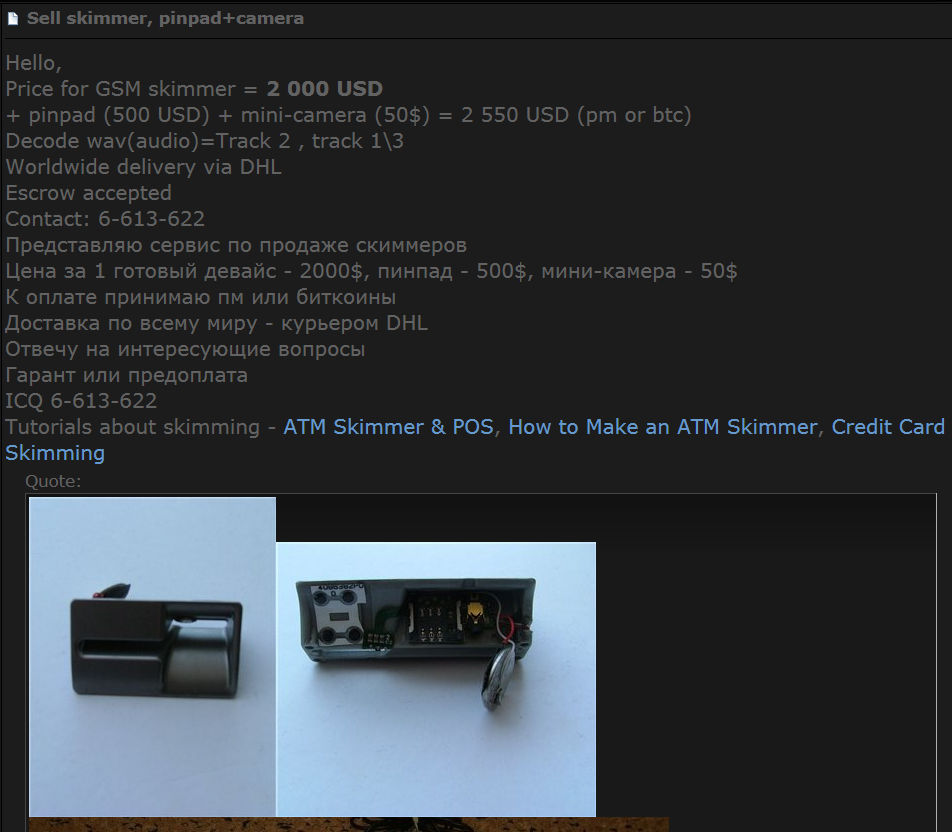 Sell skimmer, pinpad+camera
Hello,
Price for GSM skimmer = 2 000 USD
+ pinpad (500 USD) + mini-camera (50$) = 2 550 USD (pm or btc)
Decode wav(audio)=Track 2 , track 1\3
Worldwide delivery via DHL
Escrow accepted
Contact: 6-613-622
Представляю сервис по продаже скиммеров
Цена за 1 готовый девайс - 2000$, пинпад - 500$, мини-камера - 50$
К оплате принимаю пм или биткоины
Доставка по всему миру - курьером DHL
Отвечу на интересующие вопросы
Гарант или предоплата
ICQ 6-613-622
Tutorials about skimming - ATM Skimmer & POS, How to Make an ATM Skimmer, Credit Card
Skimming
Quote: